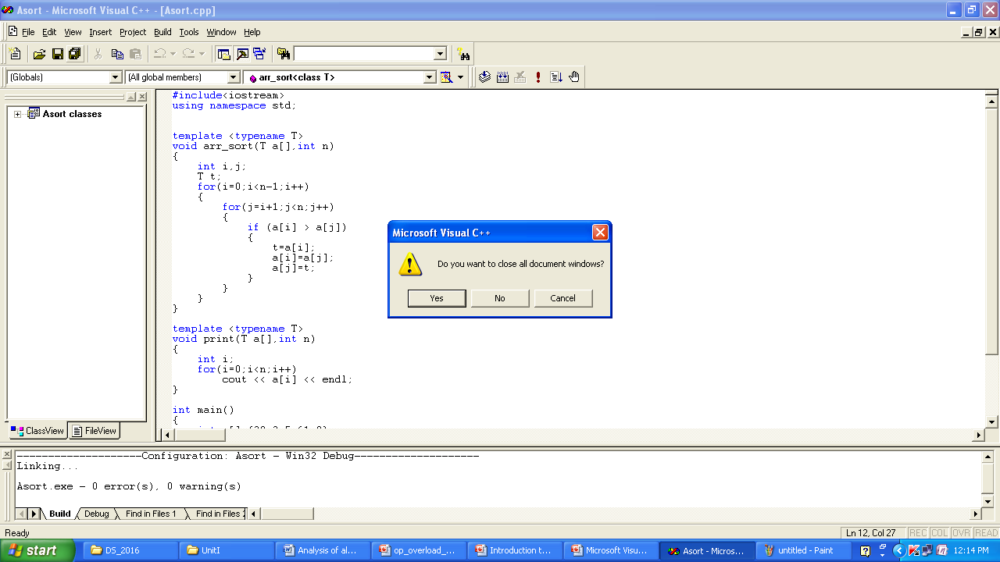 Asort - Microsoft Visual C++ - [Asort.cpp]
File Edit View Insert Project Build Tools Window Help
(Globals) (All global members) arr_sort<class T>
Asort classes
#include<iostream>
using namespace std;
template <typename T>
void arr_sort(T a[],int n)
{
int i,j;
T t;
for(i=0;i<n-1;i++)
{
for(j=i+1;j<n;j++)
{
if (a[i] > a[j])
{
t=a[i];
a[i]=a[j];
a[j]=t;
}
}
}
}
template <typename T>
void print(T a[],int n)
{
int i;
for(i=0;i<n;i++)
cout << a[i] << endl;
}
int main()
{
Microsoft Visual C++
Do you want to close all document windows?
Yes No Cancel
ClassView FileView
--------------------Configuration: Asort - Win32 Debug--------------------
Linking...
Asort.exe - 0 error(s), 0 warning(s)
Build Debug Find in Files 1 Find in Files
Ready Ln 12, Col 27 REC COL OVR READ
start DS_2016 UnitI Analysis of al... op_overload_... Introduction t... Microsoft Visu... Asort - Micros... untitled - Paint 12:14 PM